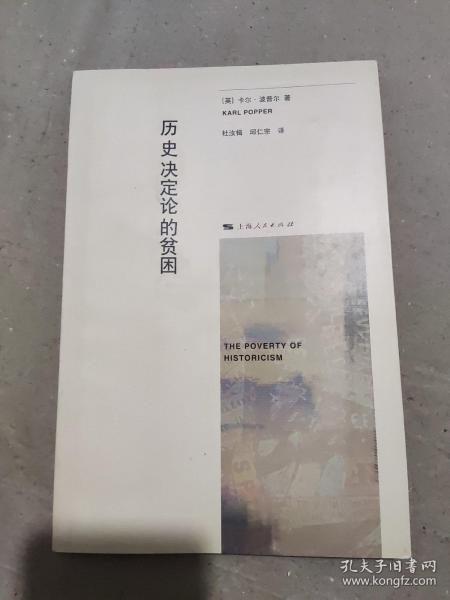 [英] 卡尔·波普尔 著
KARL POPPER
杜汝楫 邱仁宗 译
历史决定论的贫困
上海人民出版社
THE POVERTY OF
HISTORICISM
孔夫子旧书网
www.kongfz.com